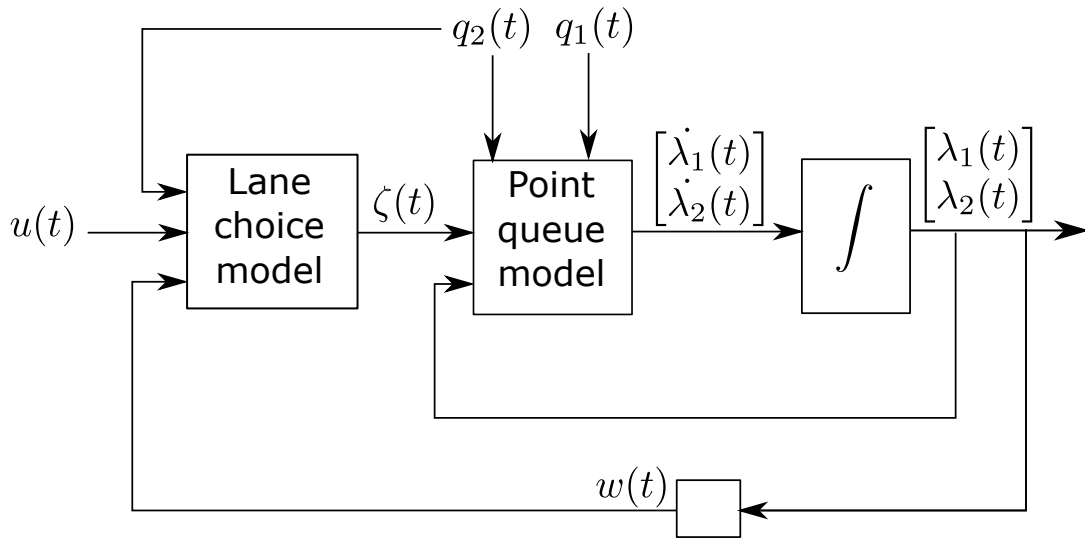 q₂(t) q₁(t)
Lane
choice
model
Point
queue
model
u(t)
ζ(t)
[λ̇₁(t)]
[λ̇₂(t)]
∫
[λ₁(t)]
[λ₂(t)]
w(t)